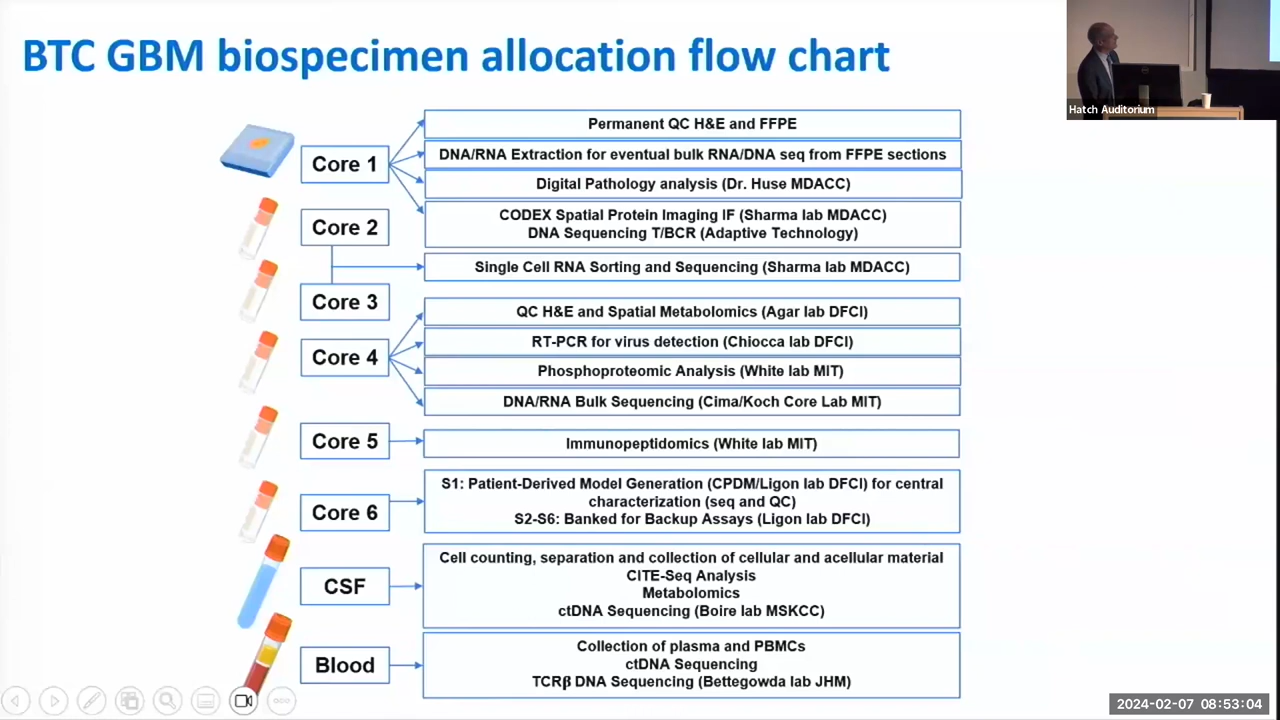 BTC GBM biospecimen allocation flow chart
Hatch Auditorium
Core 1
Permanent QC H&E and FFPE
DNA/RNA Extraction for eventual bulk RNA/DNA seq from FFPE sections
Digital Pathology analysis (Dr. Huse MDACC)
CODEX Spatial Protein Imaging IF (Sharma lab MDACC)
DNA Sequencing T/BCR (Adaptive Technology)
Core 2
Single Cell RNA Sorting and Sequencing (Sharma lab MDACC)
Core 3
Core 4
QC H&E and Spatial Metabolomics (Agar lab DFCI)
RT-PCR for virus detection (Chiocca lab DFCI)
Phosphoproteomic Analysis (White lab MIT)
DNA/RNA Bulk Sequencing (Cima/Koch Core Lab MIT)
Core 5
Immunopeptidomics (White lab MIT)
Core 6
S1: Patient-Derived Model Generation (CPDM/Ligon lab DFCI) for central
characterization (seq and QC)
S2-S6: Banked for Backup Assays (Ligon lab DFCI)
CSF
Cell counting, separation and collection of cellular and acellular material
CITE-Seq Analysis
Metabolomics
ctDNA Sequencing (Boire lab MSKCC)
Blood
Collection of plasma and PBMCs
ctDNA Sequencing
TCRβ DNA Sequencing (Bettegowda lab JHM)
2024-02-07 08:53:04